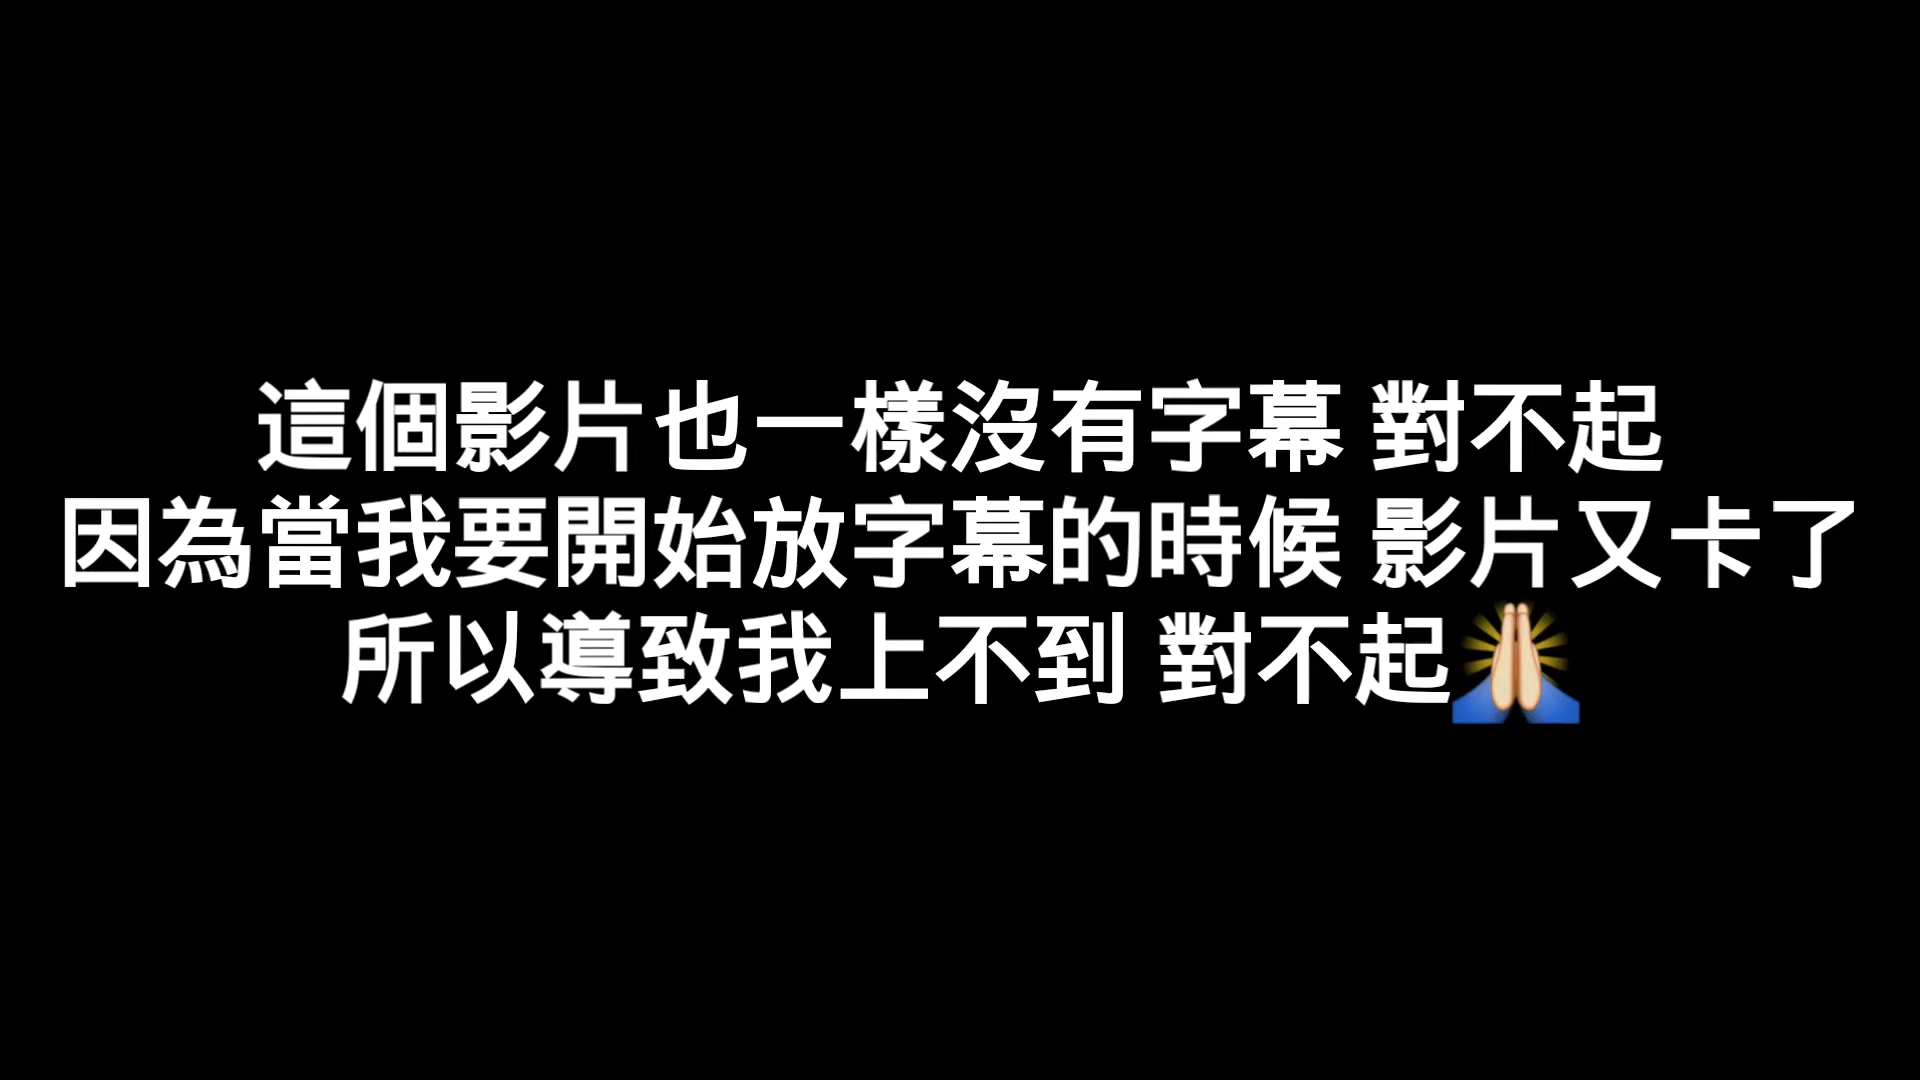 這個影片也一樣沒有字幕 對不起
因為當我要開始放字幕的時候 影片又卡了
所以導致我上不到 對不起🙏